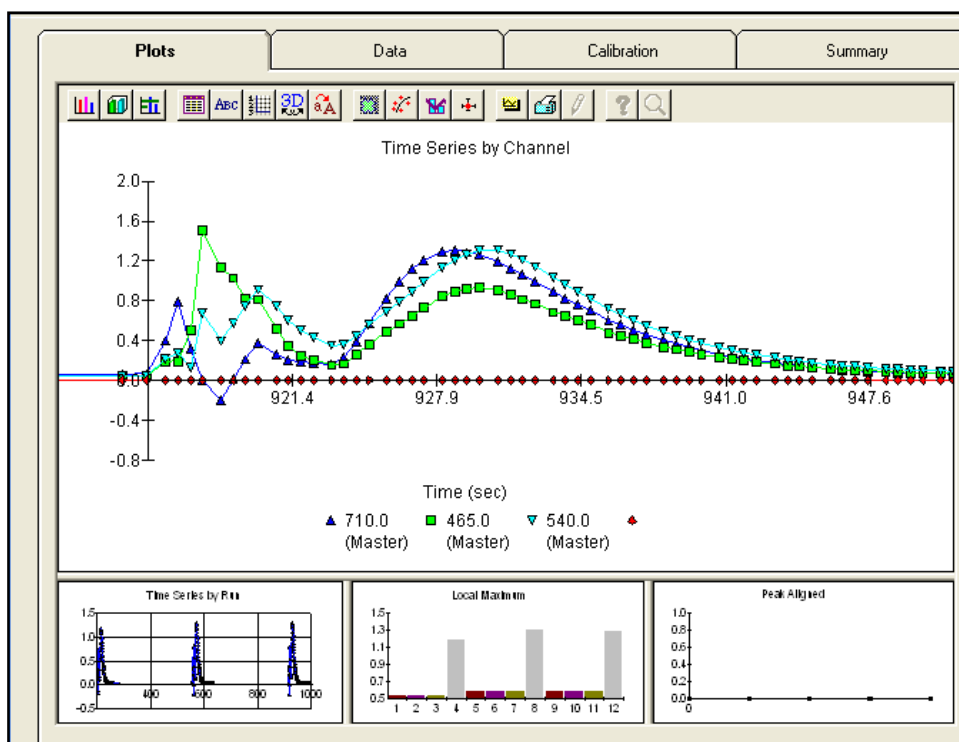 Plots Data Calibration Summary
ABC 3D aA ?
Time Series by Channel
2.0
1.6
1.2
0.8
0.4
0.0
-0.4
-0.8
921.4 927.9 934.5 941.0 947.6
Time (sec)
710.0 465.0 540.0
(Master) (Master) (Master)
Time Series by Run
1.5
1.0
0.5
0.0
-0.5
400 600 800 1000
Local Maximum
1.5
1.3
1.1
0.9
0.7
0.5
1 2 3 4 5 6 7 8 9 10 11 12
Peak Aligned
1.0
0.8
0.6
0.4
0.2
0.0
0